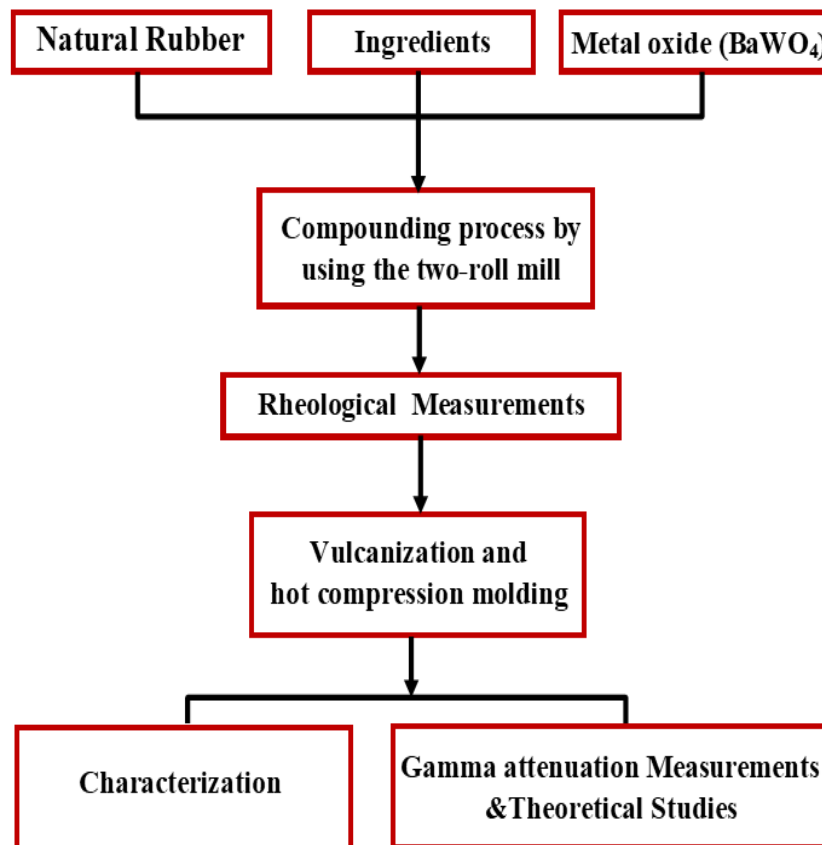 Natural Rubber
Ingredients
Metal oxide (BaWO₄)
Compounding process by
using the two-roll mill
Rheological Measurements
Vulcanization and
hot compression molding
Characterization
Gamma attenuation Measurements
&Theoretical Studies